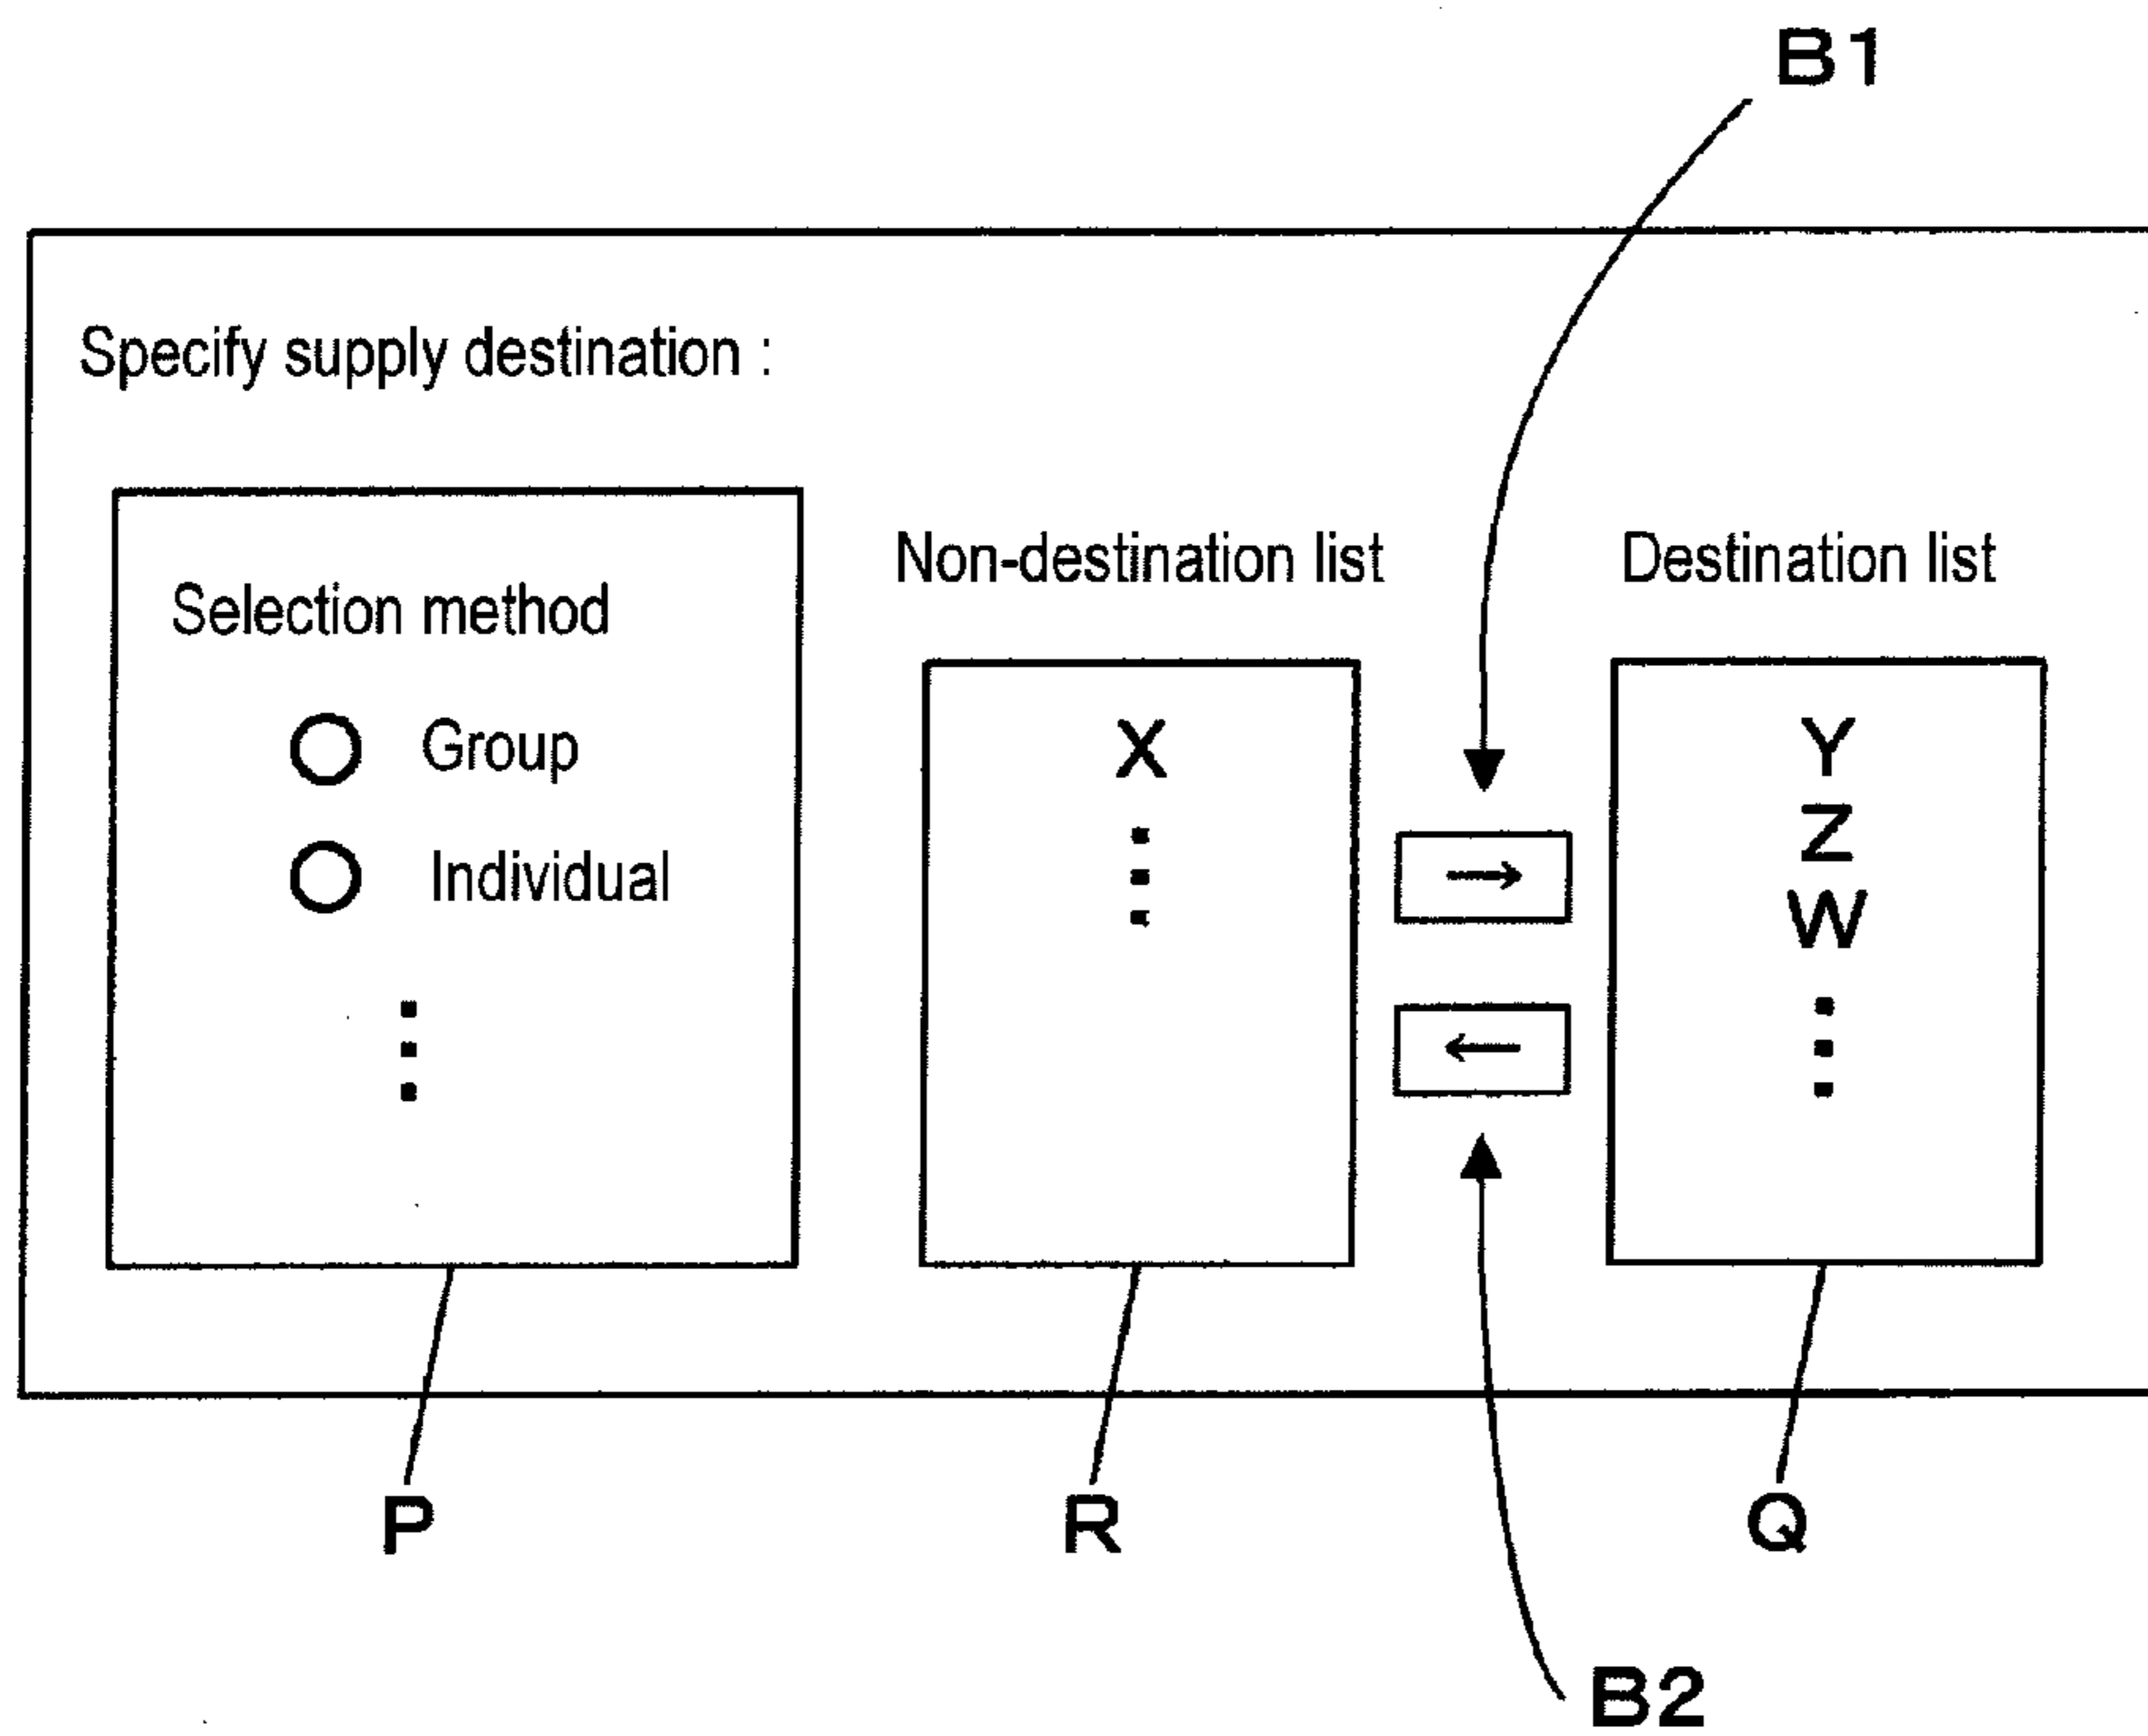 B1
Specify supply destination :
Selection method
Group
Individual
Non-destination list
X
→
←
Destination list
Y
Z
W
P
R
Q
B2